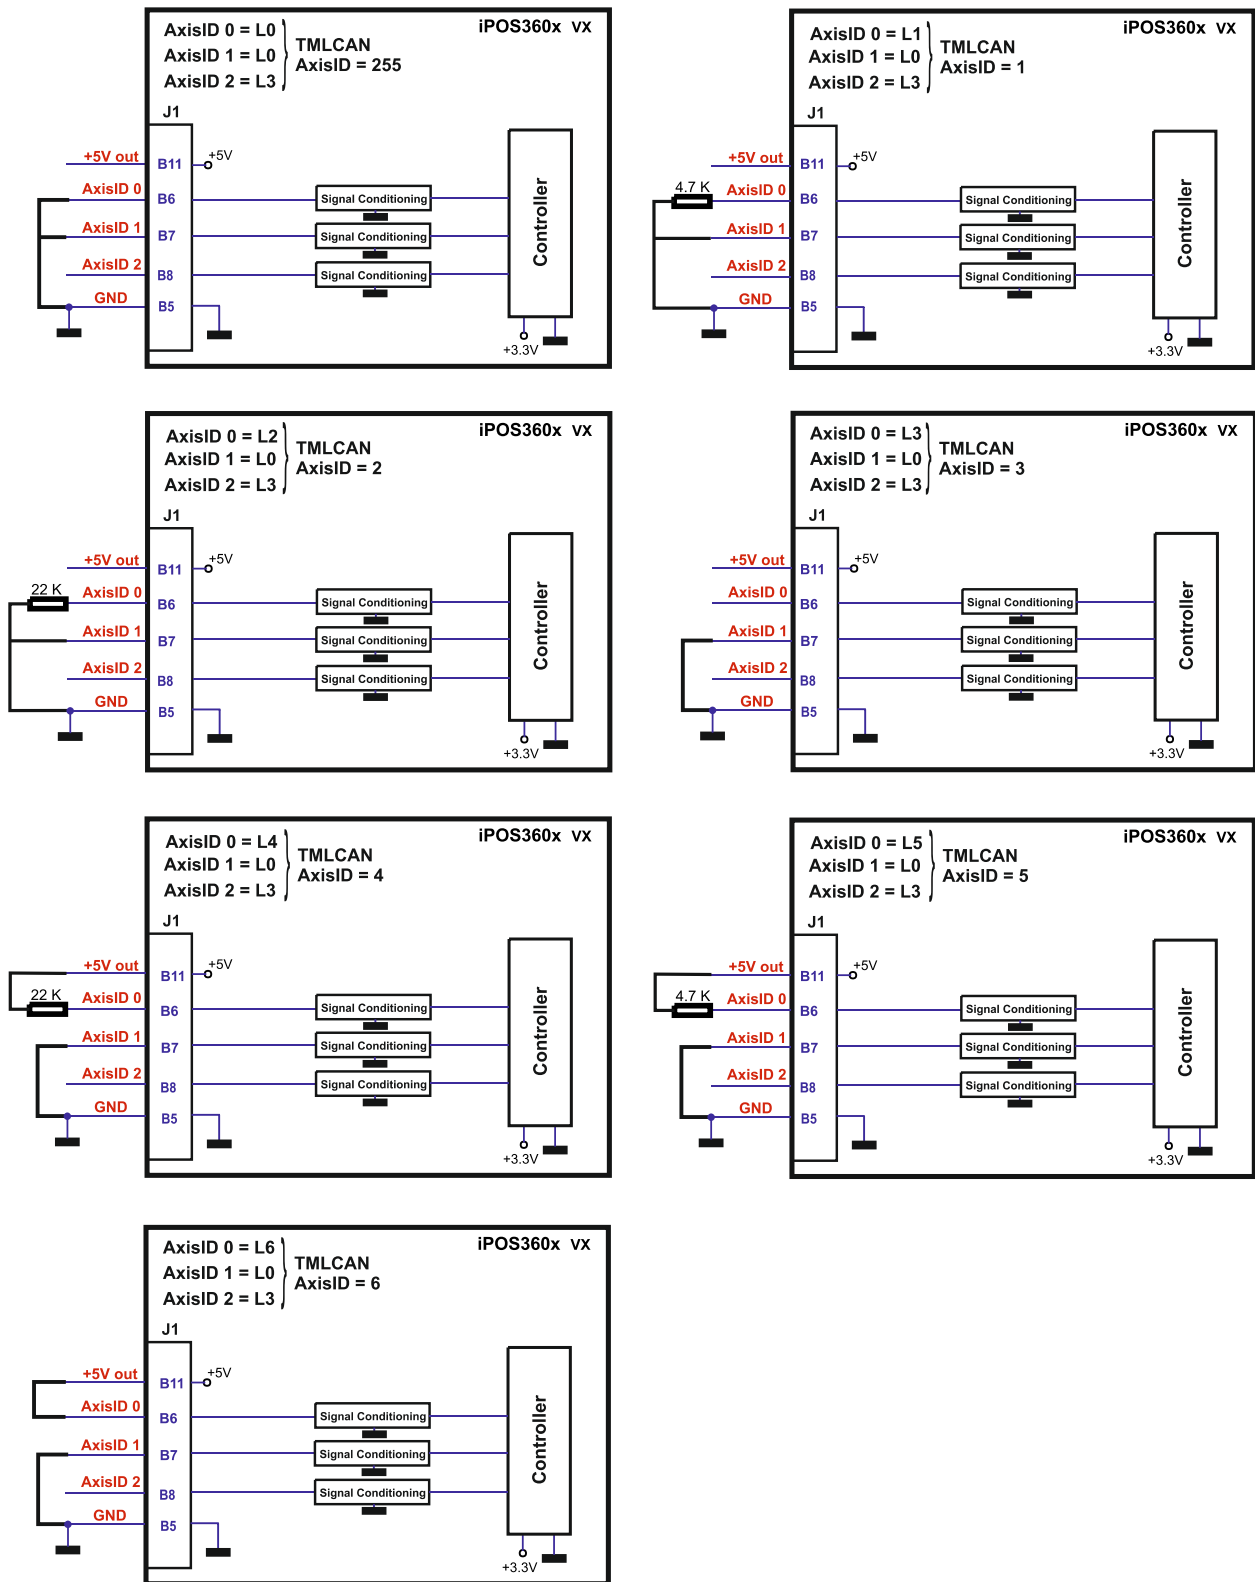 AxisID 0 = L0
AxisID 1 = L0
AxisID 2 = L3
TMLCAN
AxisID = 255
iPOS360x VX
J1
+5V out
B11
+5V
AxisID 0
B6
Signal Conditioning
AxisID 1
B7
Signal Conditioning
AxisID 2
B8
Signal Conditioning
GND
B5
Controller
+3.3V
AxisID 0 = L1
AxisID 1 = L0
AxisID 2 = L3
TMLCAN
AxisID = 1
iPOS360x VX
J1
+5V out
B11
+5V
4.7 K
AxisID 0
B6
Signal Conditioning
AxisID 1
B7
Signal Conditioning
AxisID 2
B8
Signal Conditioning
GND
B5
Controller
+3.3V
AxisID 0 = L2
AxisID 1 = L0
AxisID 2 = L3
TMLCAN
AxisID = 2
iPOS360x VX
J1
+5V out
B11
+5V
22 K
AxisID 0
B6
Signal Conditioning
AxisID 1
B7
Signal Conditioning
AxisID 2
B8
Signal Conditioning
GND
B5
Controller
+3.3V
AxisID 0 = L3
AxisID 1 = L0
AxisID 2 = L3
TMLCAN
AxisID = 3
iPOS360x VX
J1
+5V out
B11
+5V
AxisID 0
B6
Signal Conditioning
AxisID 1
B7
Signal Conditioning
AxisID 2
B8
Signal Conditioning
GND
B5
Controller
+3.3V
AxisID 0 = L4
AxisID 1 = L0
AxisID 2 = L3
TMLCAN
AxisID = 4
iPOS360x VX
J1
+5V out
B11
+5V
22 K
AxisID 0
B6
Signal Conditioning
AxisID 1
B7
Signal Conditioning
AxisID 2
B8
Signal Conditioning
GND
B5
Controller
+3.3V
AxisID 0 = L5
AxisID 1 = L0
AxisID 2 = L3
TMLCAN
AxisID = 5
iPOS360x VX
J1
+5V out
B11
+5V
4.7 K
AxisID 0
B6
Signal Conditioning
AxisID 1
B7
Signal Conditioning
AxisID 2
B8
Signal Conditioning
GND
B5
Controller
+3.3V
AxisID 0 = L6
AxisID 1 = L0
AxisID 2 = L3
TMLCAN
AxisID = 6
iPOS360x VX
J1
+5V out
B11
+5V
AxisID 0
B6
Signal Conditioning
AxisID 1
B7
Signal Conditioning
AxisID 2
B8
Signal Conditioning
GND
B5
Controller
+3.3V